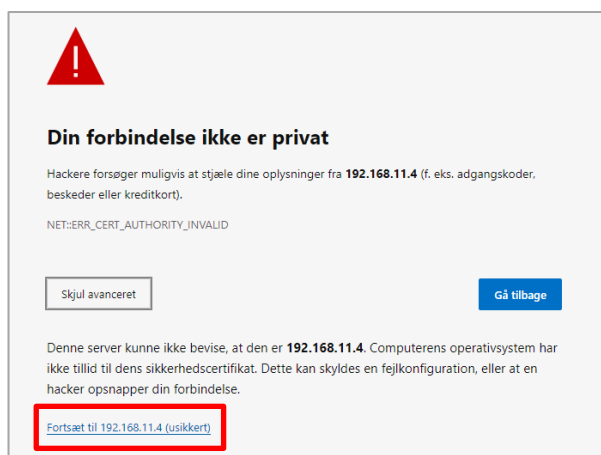 Din forbindelse ikke er privat
Hackere forsøger muligvis at stjæle dine oplysninger fra 192.168.11.4 (f. eks. adgangskoder,
beskeder eller kreditkort).
NET::ERR_CERT_AUTHORITY_INVALID
Skjul avanceret
Gå tilbage
Denne server kunne ikke bevise, at den er 192.168.11.4. Computerens operativsystem har
ikke tillid til dens sikkerhedscertifikat. Dette kan skyldes en fejlkonfiguration, eller at en
hacker opsnapper din forbindelse.
Fortsæt til 192.168.11.4 (usikkert)